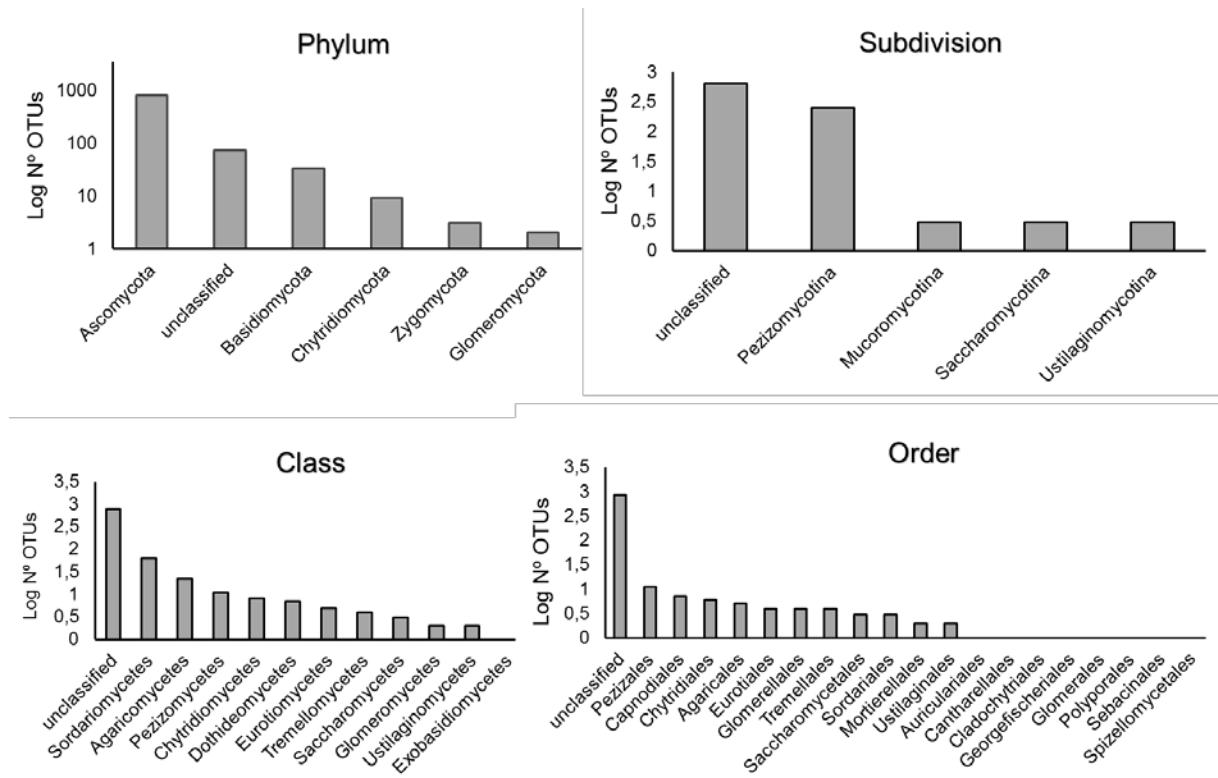 Phylum
Log Nº OTUs
1000
100
10
1
Ascomycota
unclassified
Basidiomycota
Chytridiomycota
Zygomycota
Glomeromycota
Subdivision
Log Nº OTUs
3
2,5
2
1,5
1
0,5
0
unclassified
Pezizomycotina
Mucoromycotina
Saccharomycotina
Ustilaginomycotina
Class
Log Nº OTUs
3,5
3
2,5
2
1,5
1
0,5
0
unclassified
Sordariomycetes
Agaricomycetes
Pezizomycetes
Chytridiomycetes
Dothideomycetes
Eurotiomycetes
Tremellomycetes
Saccharomycetes
Glomeromycetes
Ustilaginomycetes
Exobasidiomycetes
Order
Log Nº OTUs
3,5
3
2,5
2
1,5
1
0,5
0
unclassified
Pezizales
Capnodiales
Chytridiales
Agaricales
Eurotiales
Glomerellales
Tremellales
Saccharomycetales
Sordariales
Mortierellales
Ustilaginales
Auriculariales
Cantharellales
Cladochytriales
Georgefischeriales
Glomerales
Polyporales
Sebacinales
Spizellomycetales